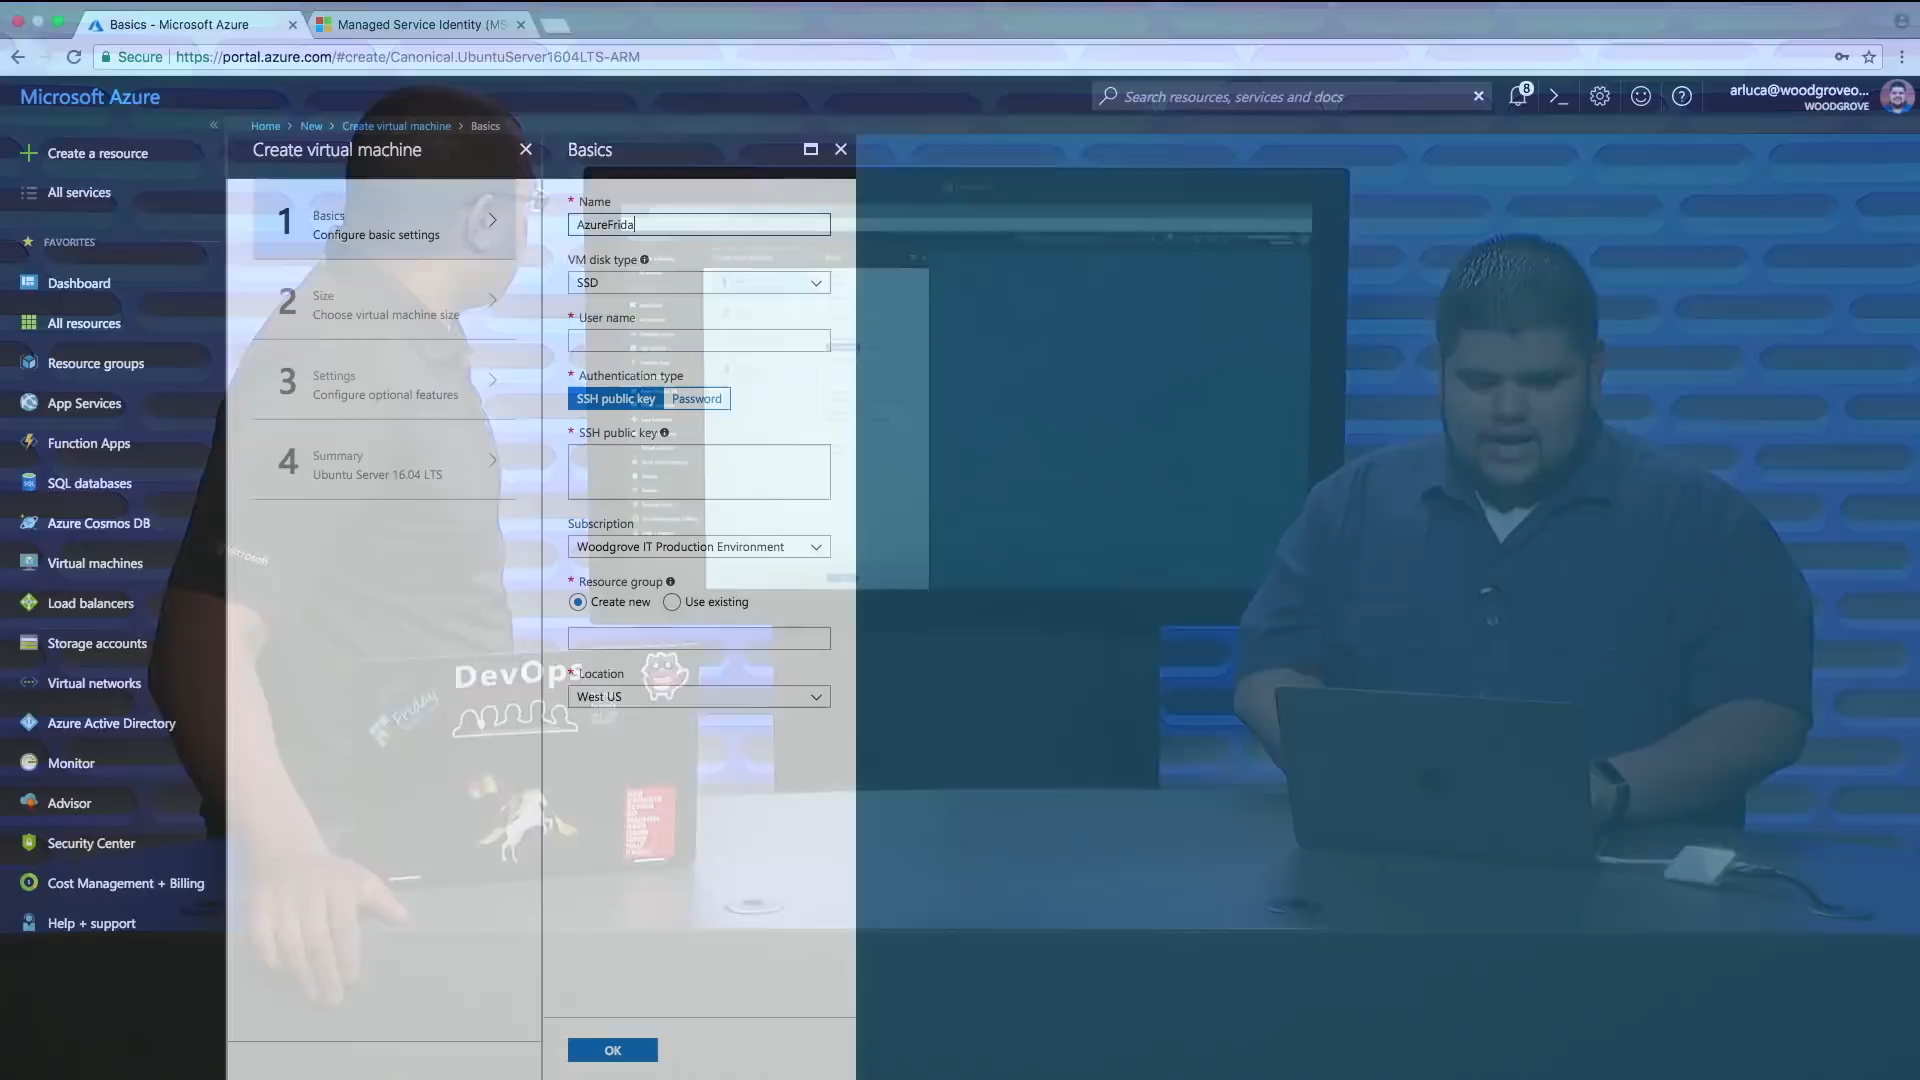 Basics - Microsoft Azure
Managed Service Identity (MS
Secure
https://portal.azure.com/#create/Canonical.UbuntuServer1604LTS-ARM
Microsoft Azure
Search resources, services and docs
8
arluca@woodgroveo...
WOODGROVE
Home > New > Create virtual machine > Basics
Create a resource
All services
FAVORITES
Dashboard
All resources
Resource groups
App Services
Function Apps
SQL databases
Azure Cosmos DB
Virtual machines
Load balancers
Storage accounts
Virtual networks
Azure Active Directory
Monitor
Advisor
Security Center
Cost Management + Billing
Help + support
Create virtual machine
1
Basics
Configure basic settings
2
Size
Choose virtual machine size
3
Settings
Configure optional features
4
Summary
Ubuntu Server 16.04 LTS
Basics
* Name
AzureFrida
VM disk type
SSD
* User name
* Authentication type
SSH public key
Password
* SSH public key
Subscription
Woodgrove IT Production Environment
* Resource group
Create new
Use existing
* Location
West US
OK
Microsoft
DevOps
Friday